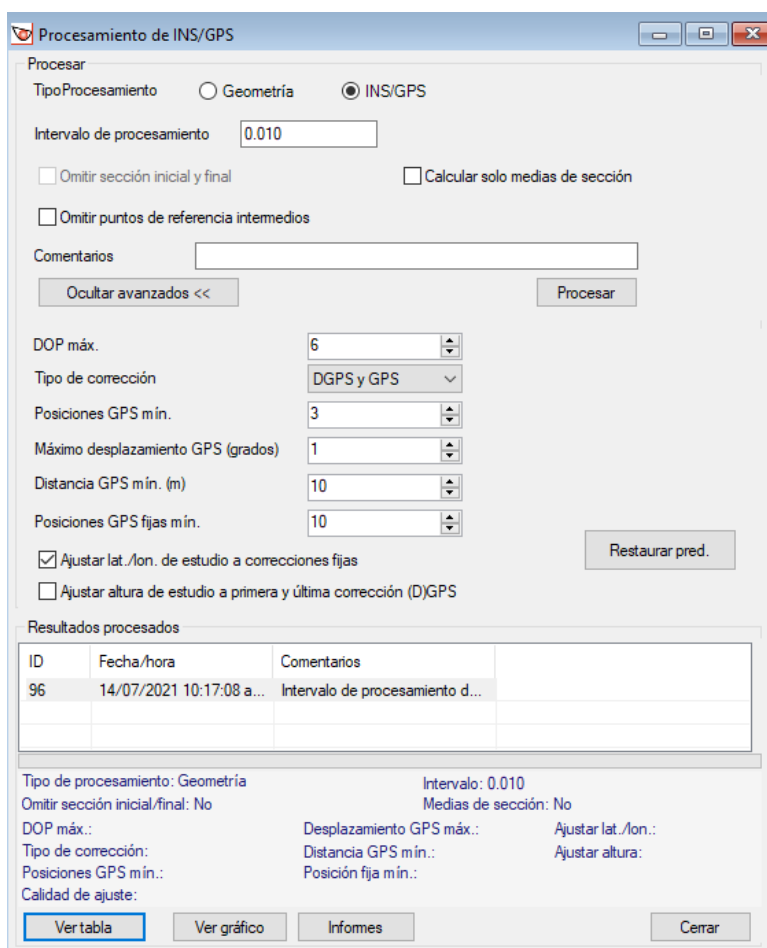 Procesamiento de INS/GPS
Procesar
TipoProcesamiento Geometría INS/GPS
Intervalo de procesamiento 0.010
Omitir sección inicial y final Calcular solo medias de sección
Omitir puntos de referencia intermedios
Comentarios
Ocultar avanzados << Procesar
DOP máx. 6
Tipo de corrección DGPS y GPS
Posiciones GPS mín. 3
Máximo desplazamiento GPS (grados) 1
Distancia GPS mín. (m) 10
Posiciones GPS fijas mín. 10
Restaurar pred.
Ajustar lat./lon. de estudio a correcciones fijas
Ajustar altura de estudio a primera y última corrección (D)GPS
Resultados procesados
ID Fecha/hora Comentarios
96 14/07/2021 10:17:08 a... Intervalo de procesamiento d...
Tipo de procesamiento: Geometría Intervalo: 0.010
Omitir sección inicial/final: No Medias de sección: No
DOP máx.: Desplazamiento GPS máx.: Ajustar lat./lon.:
Tipo de corrección: Distancia GPS mín.: Ajustar altura:
Posiciones GPS mín.: Posición fija mín.:
Calidad de ajuste:
Ver tabla Ver gráfico Informes Cerrar